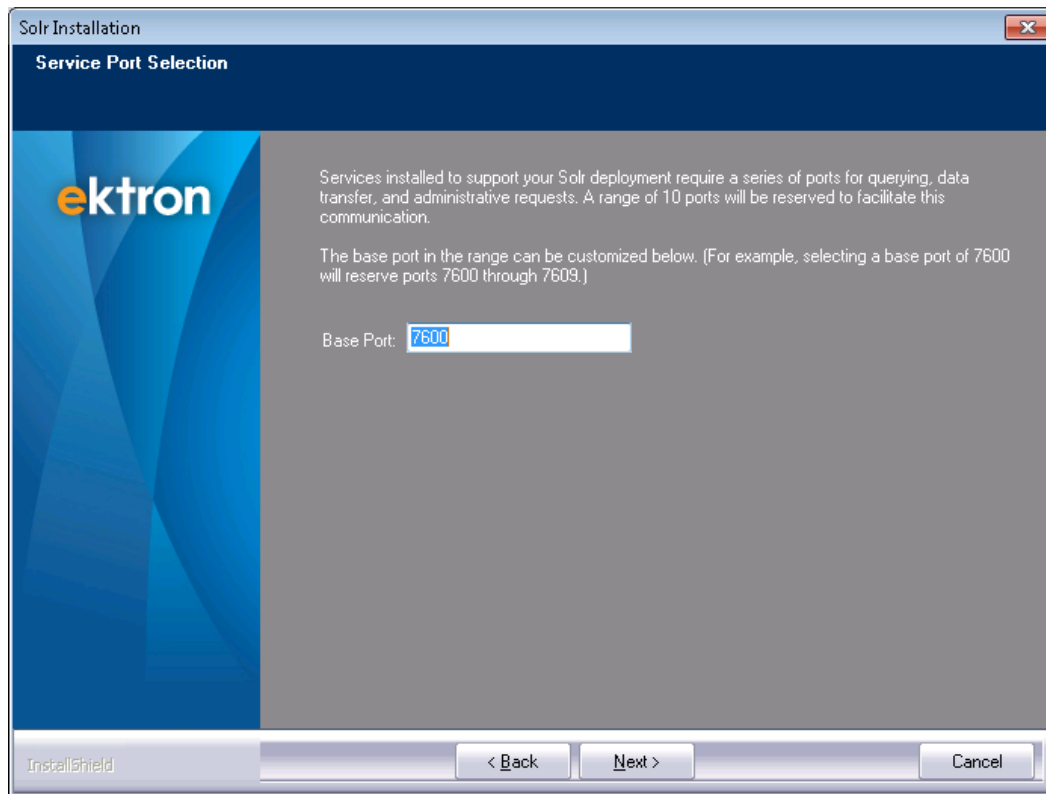 Solr Installation
Service Port Selection
ektron
Services installed to support your Solr deployment require a series of ports for querying, data
transfer, and administrative requests. A range of 10 ports will be reserved to facilitate this
communication.
The base port in the range can be customized below. (For example, selecting a base port of 7600
will reserve ports 7600 through 7609.)
Base Port: 7600
InstallShield
< Back
Next >
Cancel